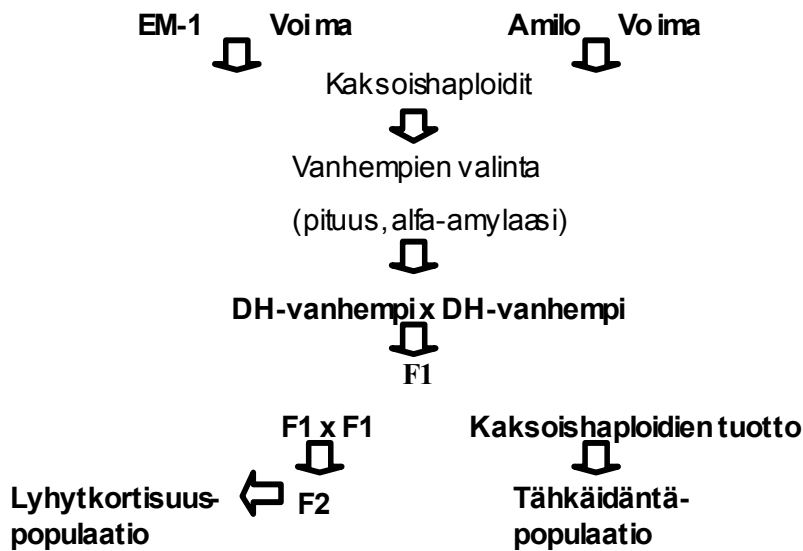 EM-1 Voima Amilo Voima
Kaksoishaploidit
Vanhempien valinta
(pituus, alfa-amylaasi)
DH-vanhempi x DH-vanhempi
F1
F1 x F1 Kaksoishaploidien tuotto
Lyhytkortisuus- F2 Tähkäidäntä-
populaatio populaatio